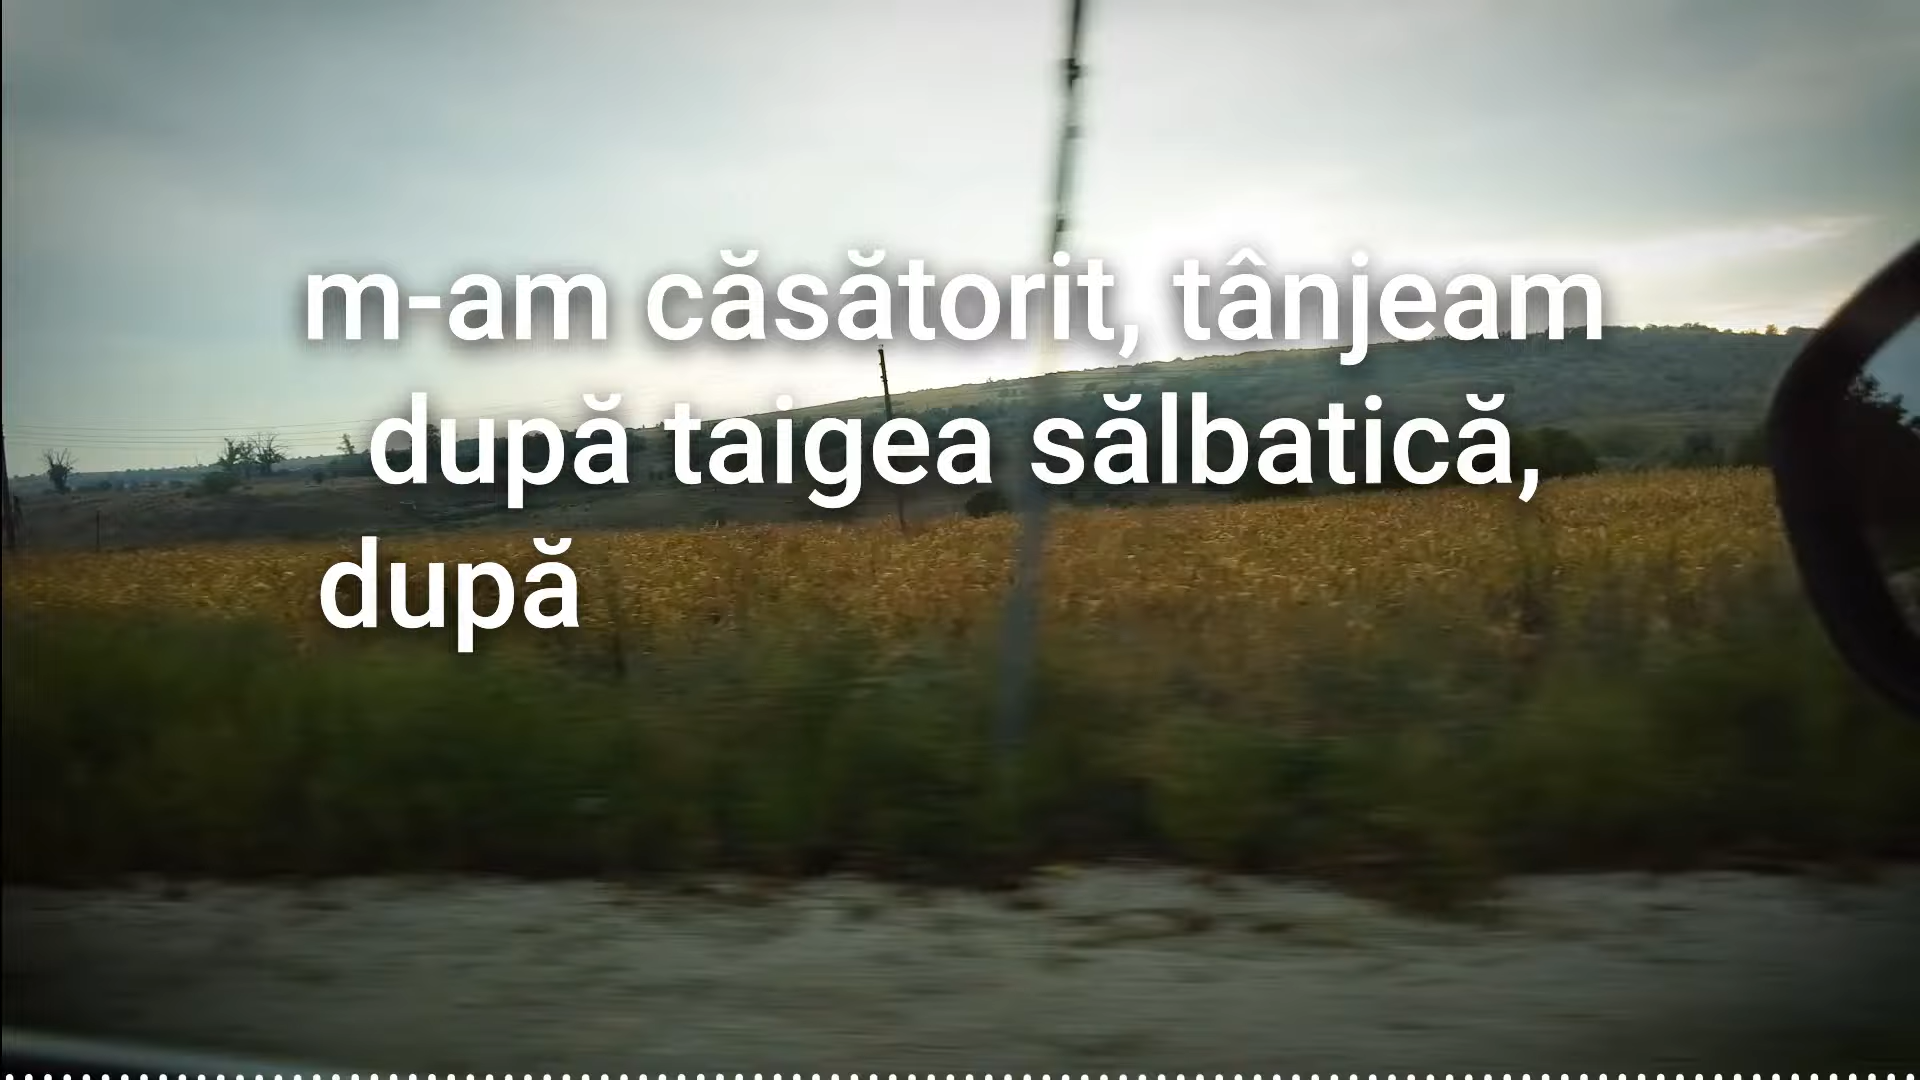 m-am căsătorit, tânjeam
după taigea sălbatică,
după